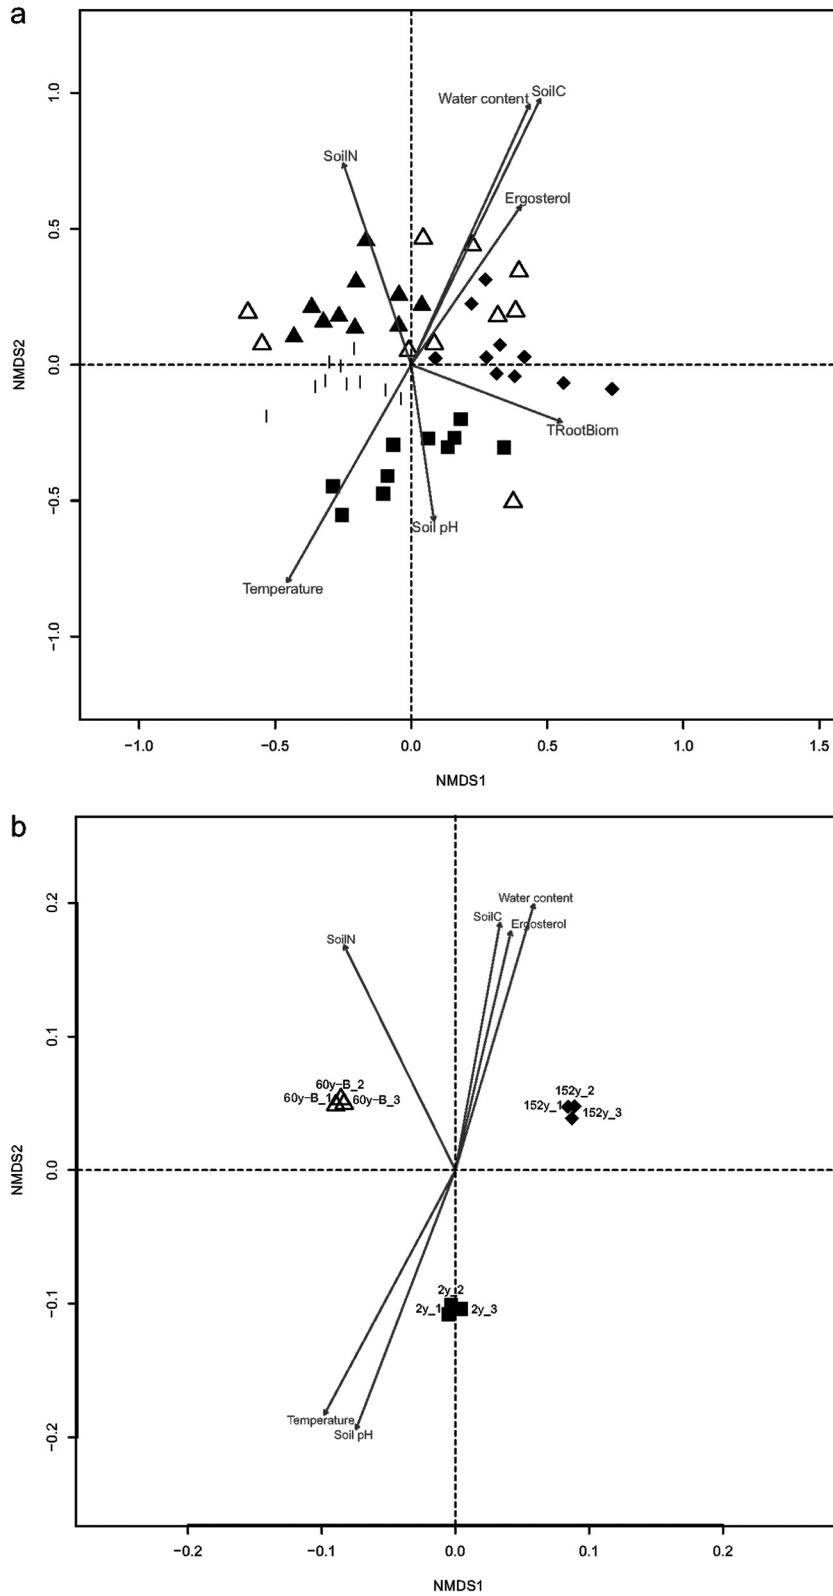 a
1.0
0.5
0.0
−0.5
−1.0
NMDS2
Water content
SoilC
SoilN
Ergosterol
TRootBiom
Soil pH
Temperature
−1.0
−0.5
0.0
0.5
1.0
1.5
NMDS1
b
0.2
0.1
0.0
−0.1
−0.2
NMDS2
Water content
SoilC
Ergosterol
SoilN
60y−B_2
60y−B_1
60y−B_3
152y_2
152y_1
152y_3
2y_2
2y_1
2y_3
Temperature
Soil pH
−0.2
−0.1
0.0
0.1
0.2
NMDS1